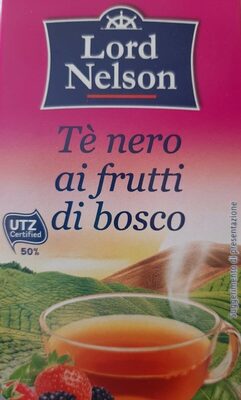 Lord
Nelson
Tè nero
ai frutti
di bosco
UTZ
Certified
50%
suggerimento di presentazione